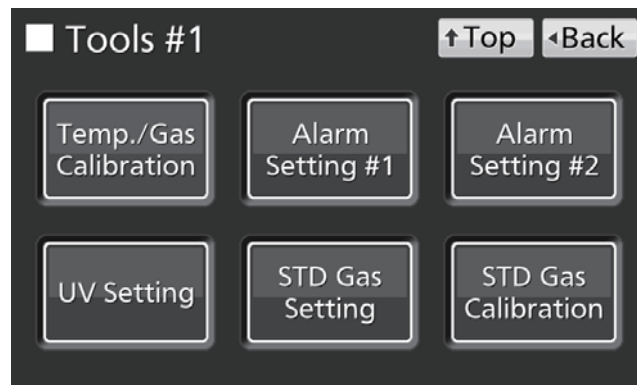 Tools #1
↑Top
◂Back
Temp./Gas
Calibration
Alarm
Setting #1
Alarm
Setting #2
UV Setting
STD Gas
Setting
STD Gas
Calibration